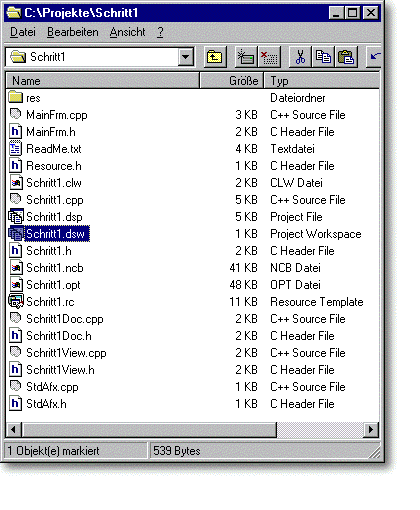 C:\Projekte\Schritt1
Datei Bearbeiten Ansicht ?
Schritt1
Name Größe Typ
res Dateiordner
MainFrm.cpp 3 KB C++ Source File
MainFrm.h 2 KB C Header File
ReadMe.txt 4 KB Textdatei
Resource.h 1 KB C Header File
Schritt1.clw 2 KB CLW Datei
Schritt1.cpp 5 KB C++ Source File
Schritt1.dsp 5 KB Project File
Schritt1.dsw 1 KB Project Workspace
Schritt1.h 2 KB C Header File
Schritt1.ncb 41 KB NCB Datei
Schritt1.opt 48 KB OPT Datei
Schritt1.rc 11 KB Resource Template
Schritt1Doc.cpp 2 KB C++ Source File
Schritt1Doc.h 2 KB C Header File
Schritt1View.cpp 2 KB C++ Source File
Schritt1View.h 2 KB C Header File
StdAfx.cpp 1 KB C++ Source File
StdAfx.h 1 KB C Header File
1 Objekt(e) markiert 539 Bytes